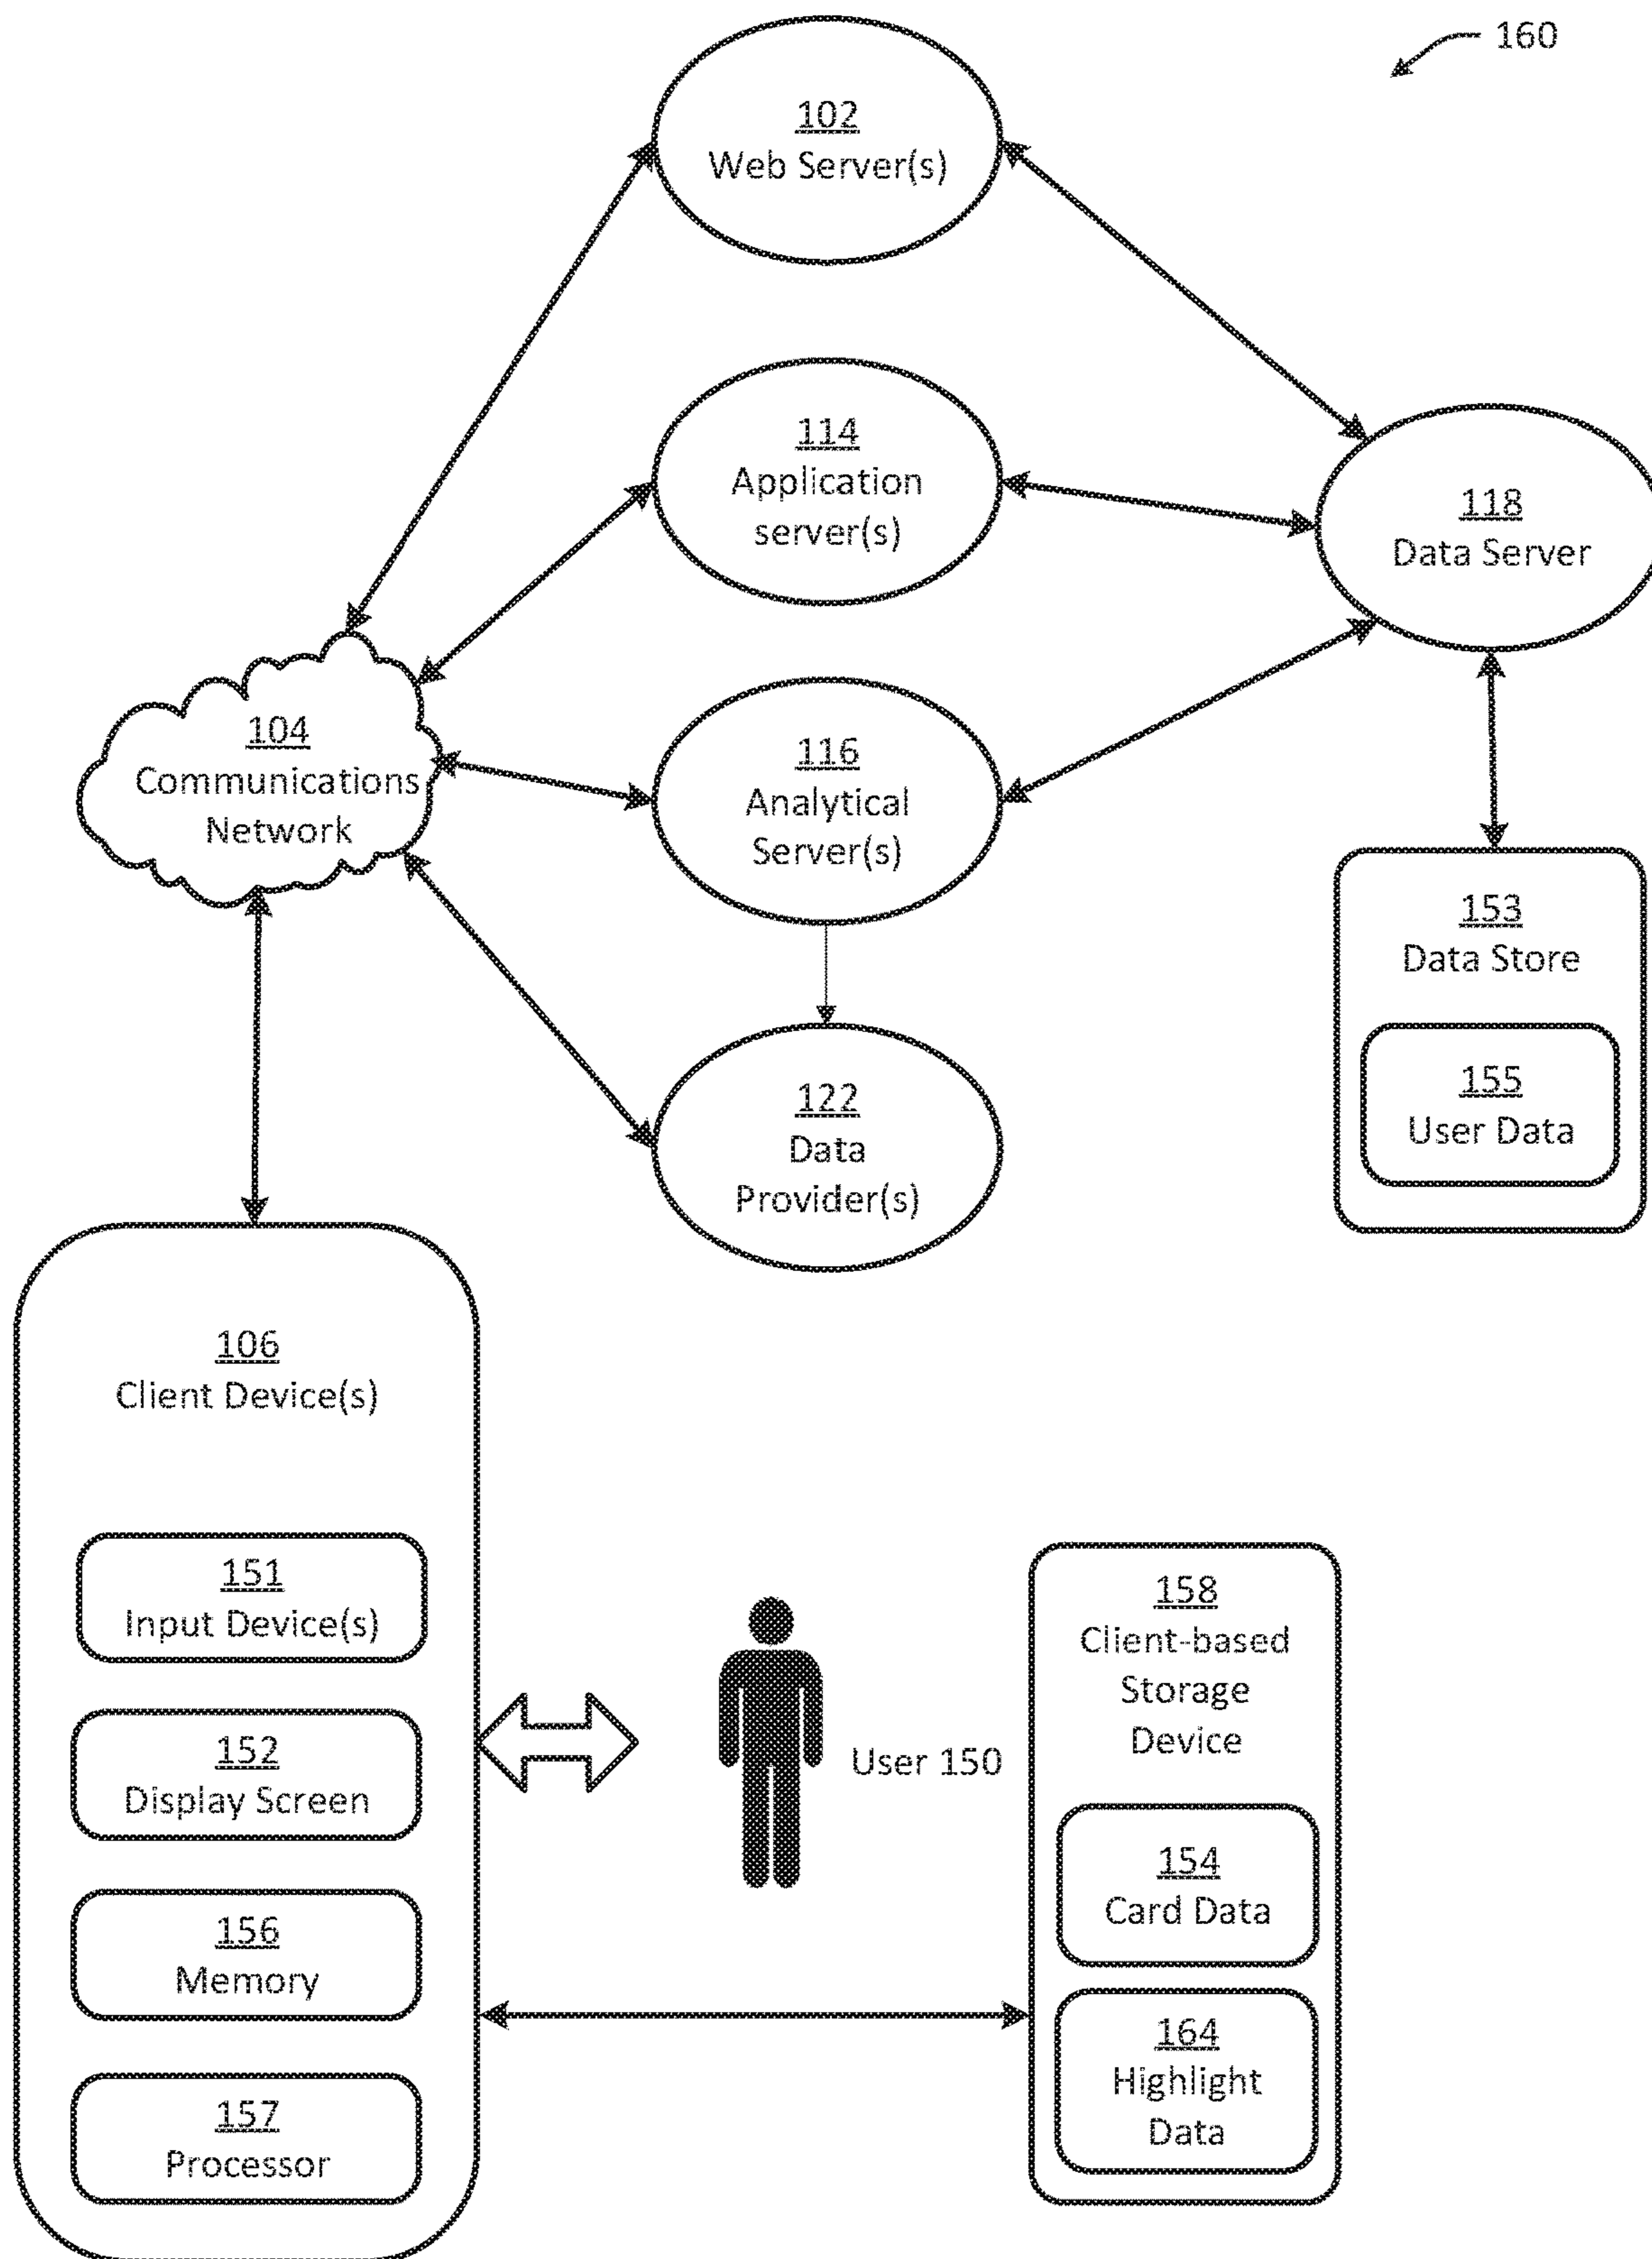 160
102
Web Server(s)
114
Application
server(s)
118
Data Server
104
Communications
Network
116
Analytical
Server(s)
153
Data Store
155
User Data
122
Data
Provider(s)
106
Client Device(s)
151
Input Device(s)
152
Display Screen
156
Memory
157
Processor
User 150
158
Client-based
Storage
Device
154
Card Data
164
Highlight
Data